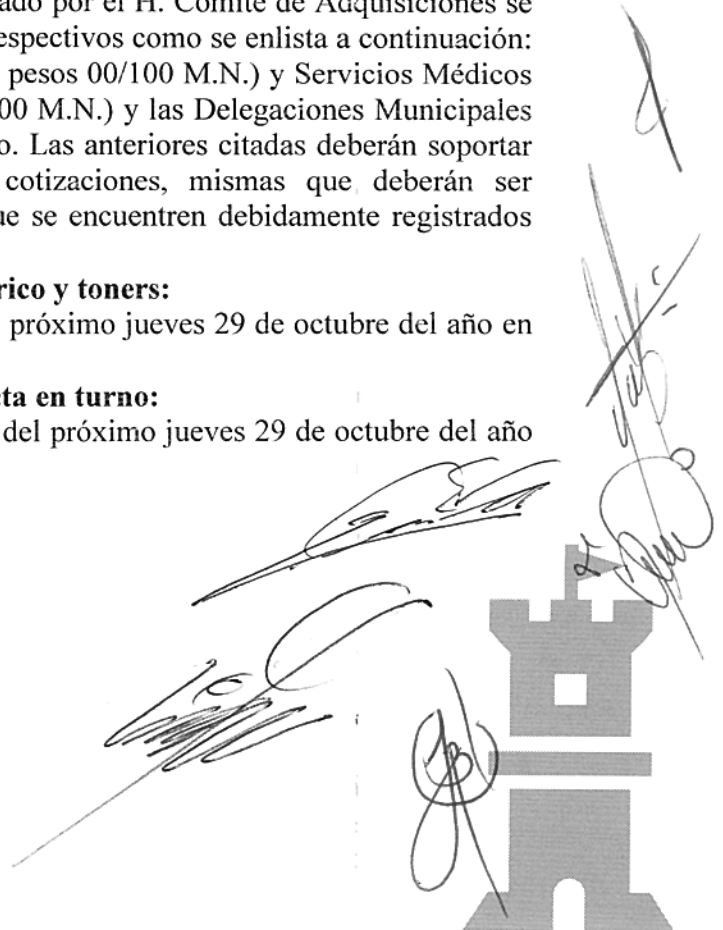 ado por el H. Comité de Adquisiciones se
espectivos como se enlista a continuación:
pesos 00/100 M.N.) y Servicios Médicos
00 M.N.) y las Delegaciones Municipales
o. Las anteriores citadas deberán soportar
cotizaciones, mismas que deberán ser
ue se encuentren debidamente registrados
rico y toners:
próximo jueves 29 de octubre del año en
cta en turno:
del próximo jueves 29 de octubre del año